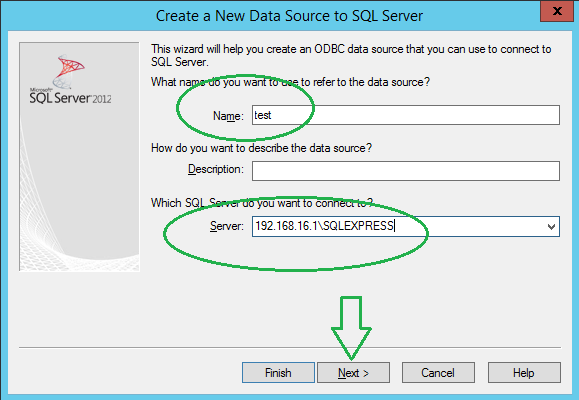 Create a New Data Source to SQL Server
x
Microsoft
SQL Server 2012
This wizard will help you create an ODBC data source that you can use to connect to
SQL Server.
What name do you want to use to refer to the data source?
Name: test
How do you want to describe the data source?
Description:
Which SQL Server do you want to connect to?
Server: 192.168.16.1\SQLEXPRESS
Finish Next > Cancel Help